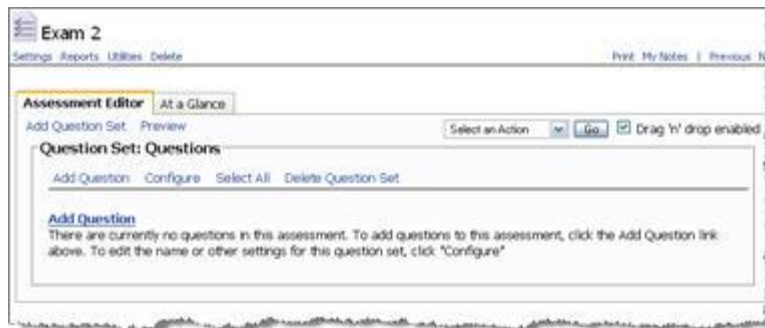 Exam 2
Settings Reports Utilities Delete Print My Notes | Previous N
Assessment Editor At a Glance
Add Question Set Preview Select an Action Go Drag 'n' drop enabled
Question Set: Questions
Add Question Configure Select All Delete Question Set
Add Question
There are currently no questions in this assessment. To add questions to this assessment, click the Add Question link
above. To edit the name or other settings for this question set, click "Configure"